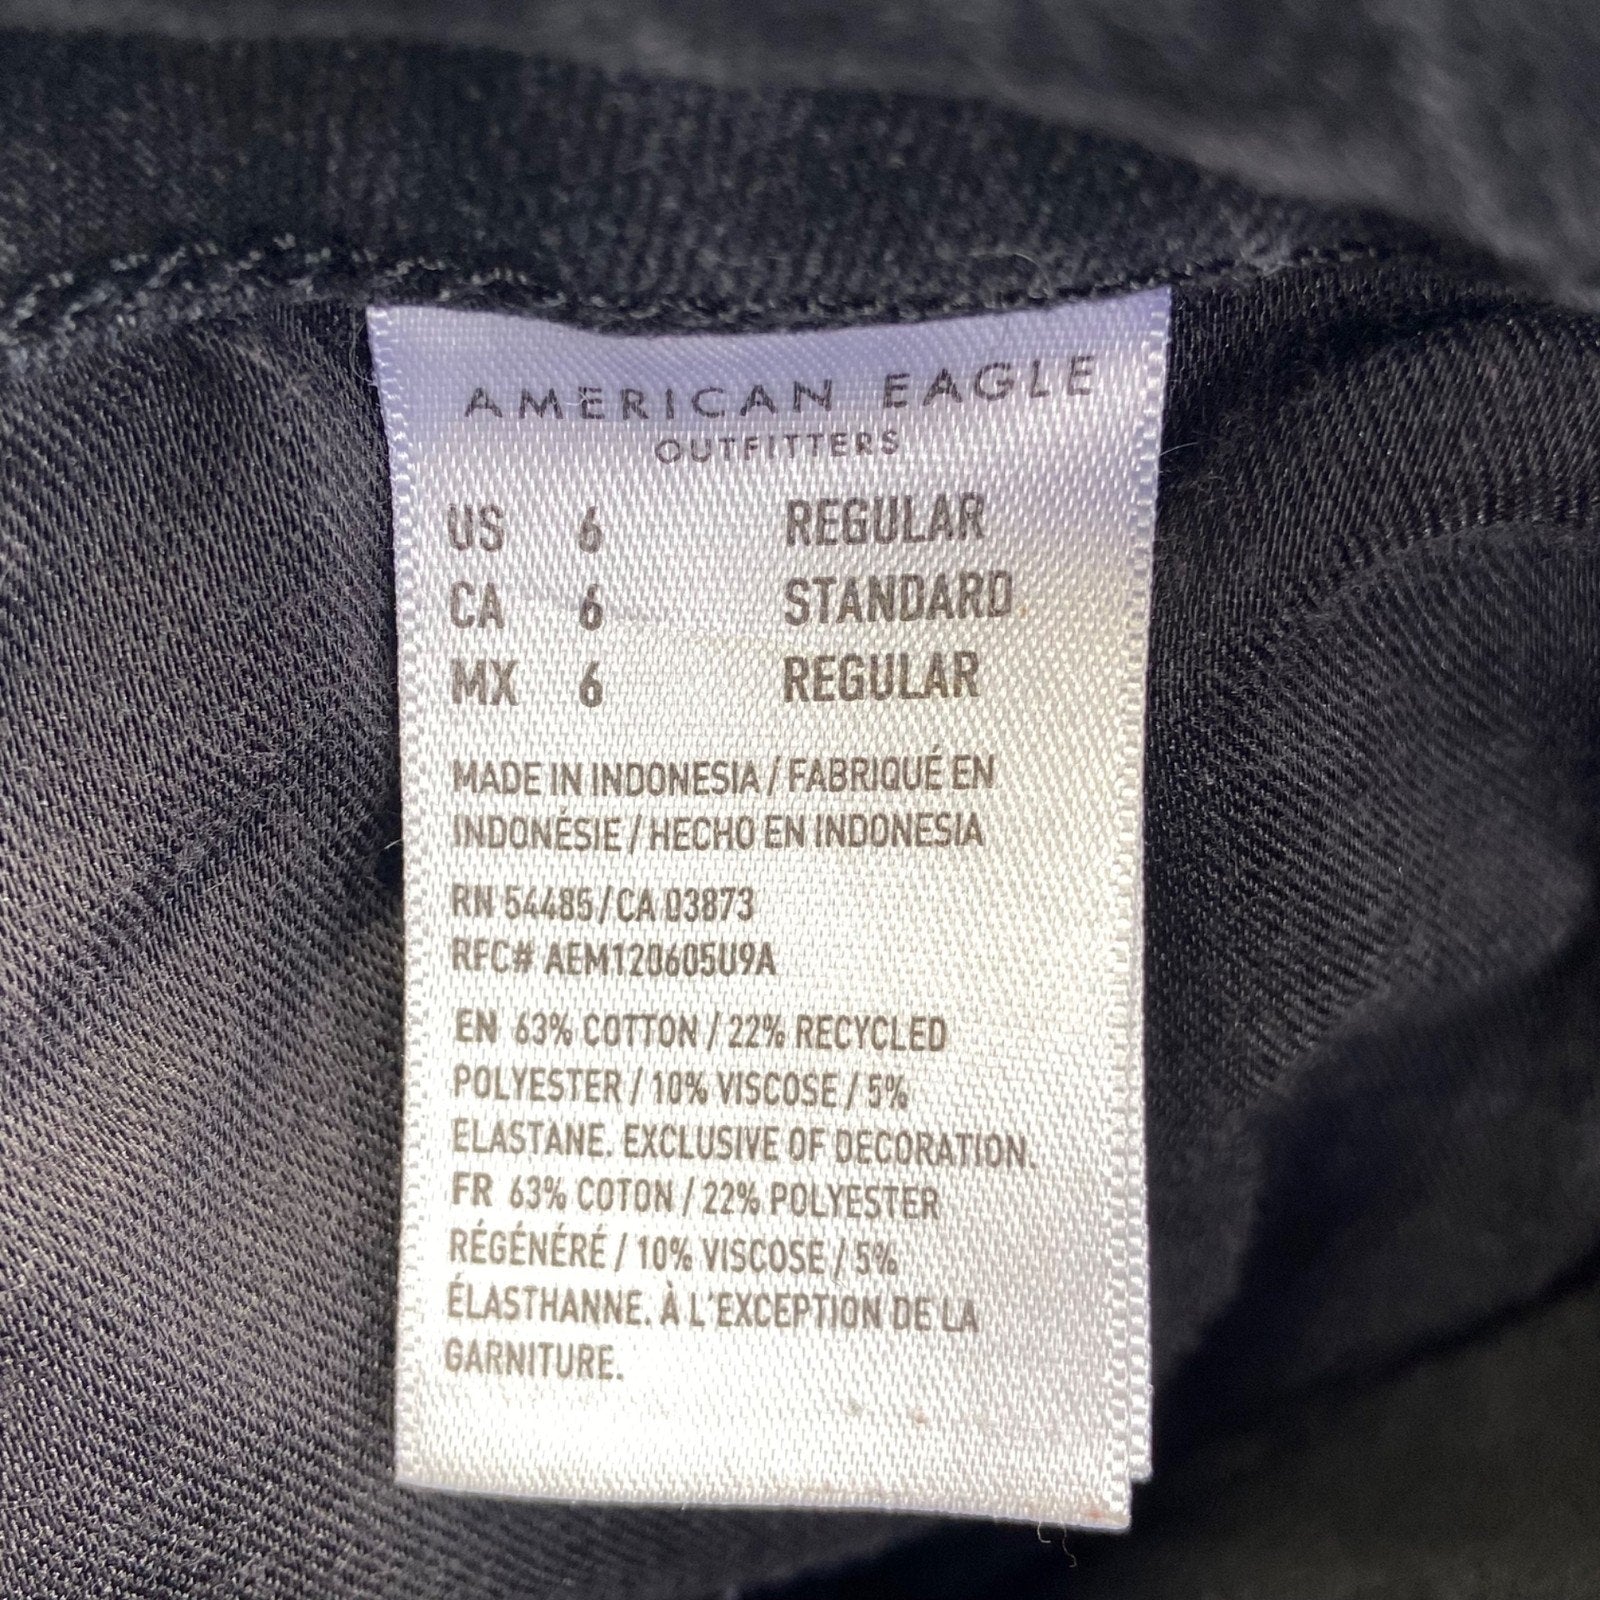 AMERICAN EAGLE
OUTFITTERS
US 6 REGULAR
CA 6 STANDARD
MX 6 REGULAR
MADE IN INDONESIA / FABRIQUÉ EN
INDONÉSIE / HECHO EN INDONESIA
RN 54485 / CA 03873
RFC# AEM120605U9A
EN 63% COTTON / 22% RECYCLED
POLYESTER / 10% VISCOSE / 5%
ELASTANE. EXCLUSIVE OF DECORATION.
FR 63% COTON / 22% POLYESTER
RÉGÉNÉRÉ / 10% VISCOSE / 5%
ÉLASTHANNE. À L'EXCEPTION DE LA
GARNITURE.